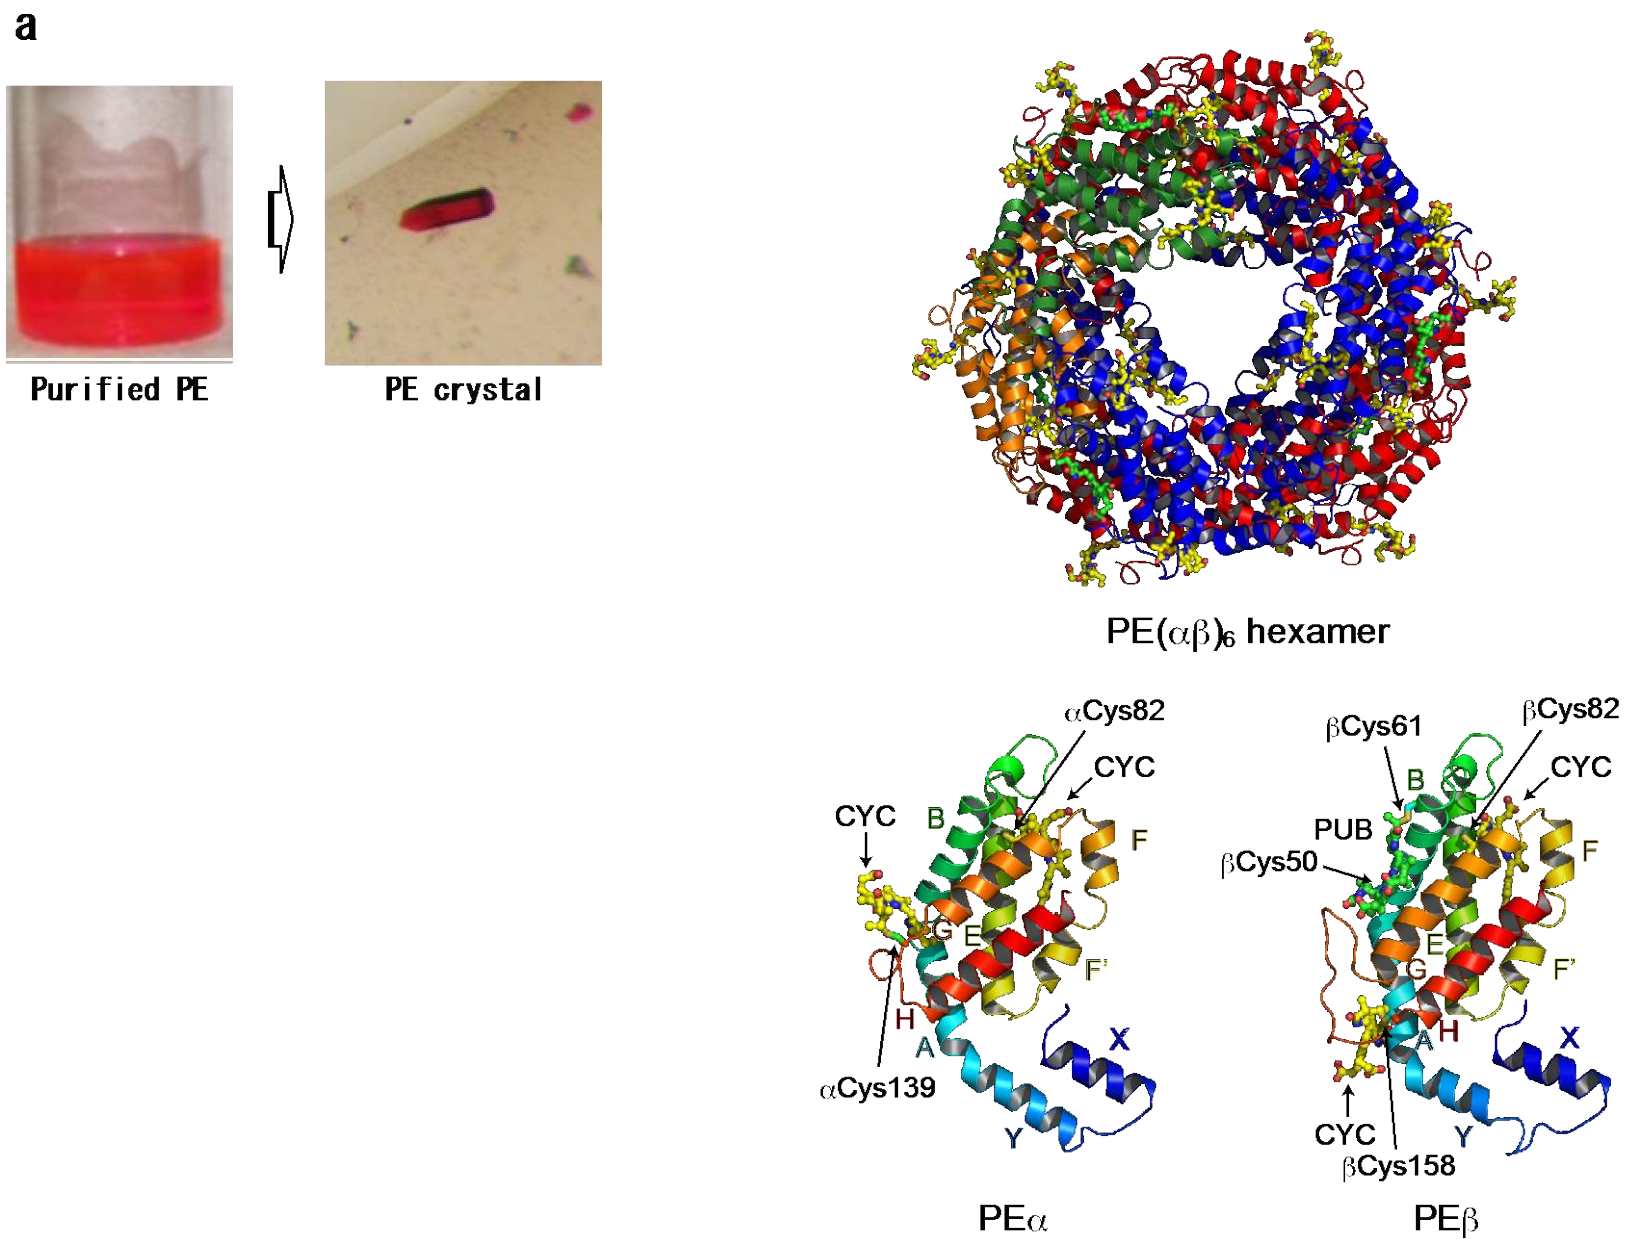 a
Purified PE
PE crystal
PE(αβ)₆ hexamer
αCys82
CYC
CYC
B
F
G
E
F'
H
A
X
αCys139
Y
PEα
βCys61
βCys82
B
CYC
PUB
F
βCys50
E
G
F'
H
A
X
CYC
Y
βCys158
PEβ